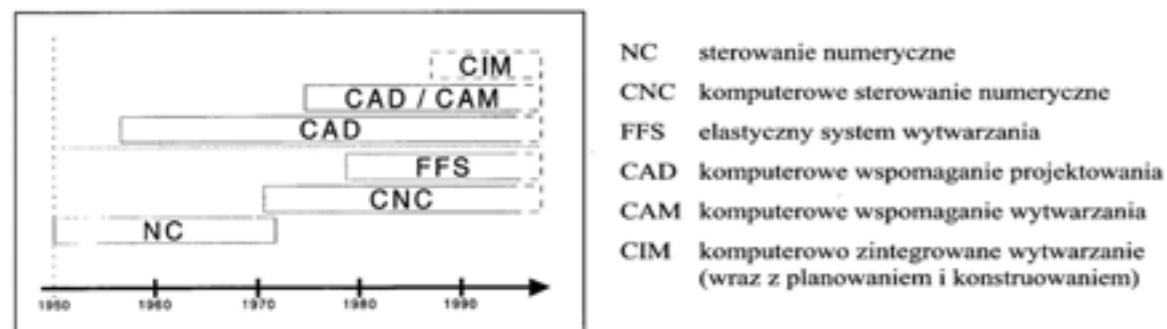 CIM
CAD / CAM
CAD
FFS
CNC
NC
1950 1960 1970 1980 1990
NC sterowanie numeryczne
CNC komputerowe sterowanie numeryczne
FFS elastyczny system wytwarzania
CAD komputerowe wspomaganie projektowania
CAM komputerowe wspomaganie wytwarzania
CIM komputerowo zintegrowane wytwarzanie
(wraz z planowaniem i konstruowaniem)